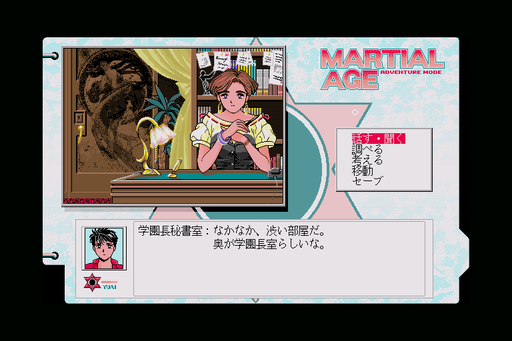 MARTIAL
AGE ADVENTURE MODE
話す・聞く
調べる
考える
移動
セーブ
学園長秘書室：なかなか、渋い部屋だ。
奥が学園長室らしいな。
YUAI